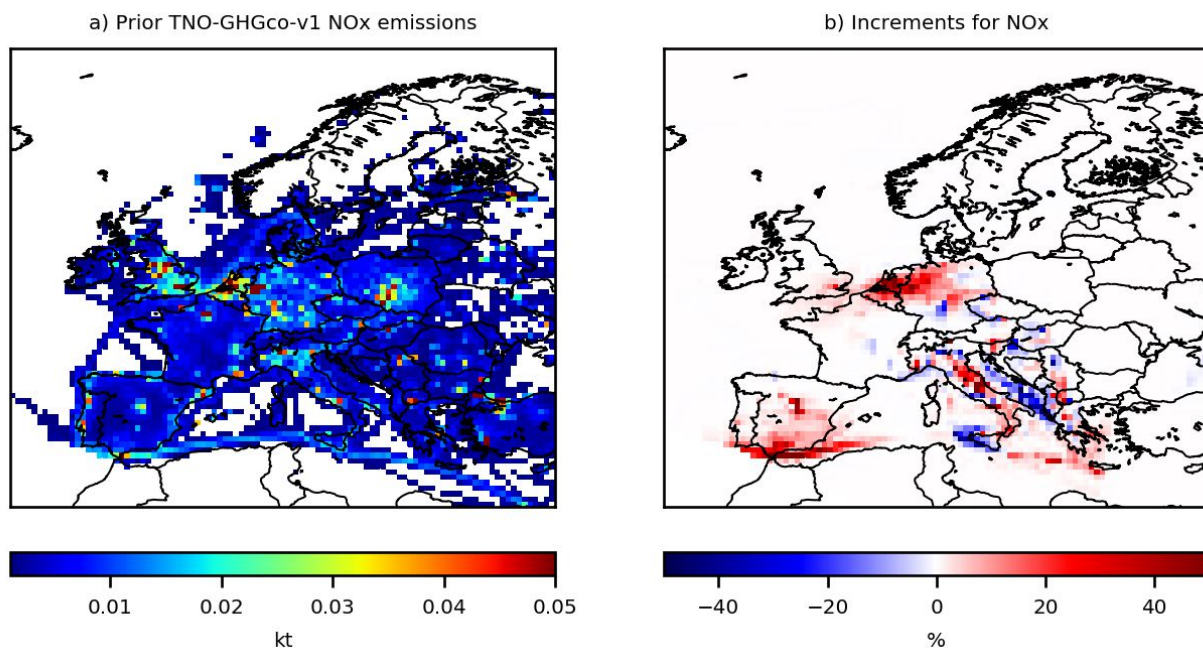 a) Prior TNO-GHGco-v1 NOx emissions
b) Increments for NOx
0.01 0.02 0.03 0.04 0.05
kt
−40 −20 0 20 40
%